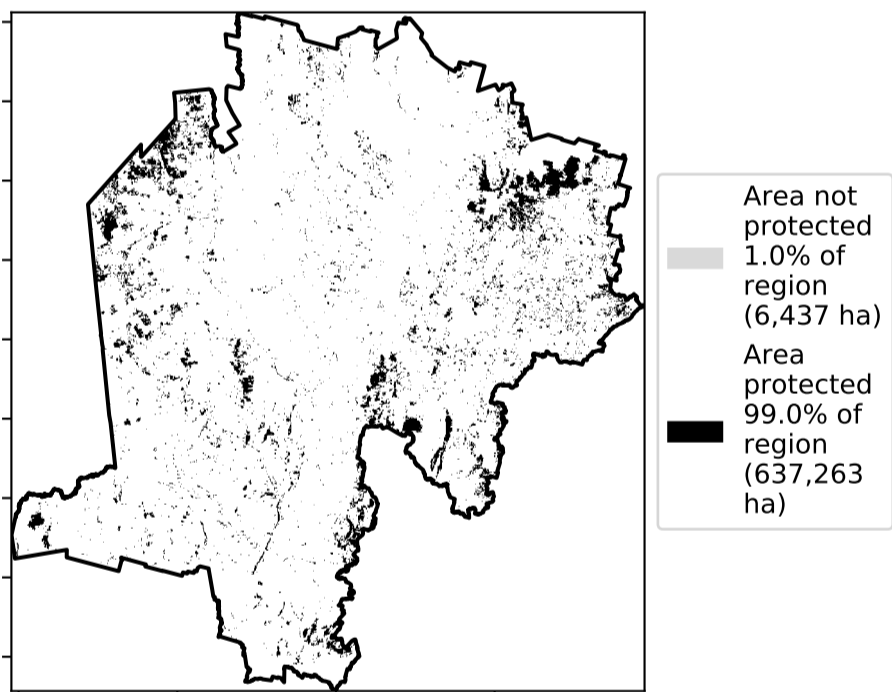 Area not
protected
1.0% of
region
(6,437 ha)
Area
protected
99.0% of
region
(637,263
ha)